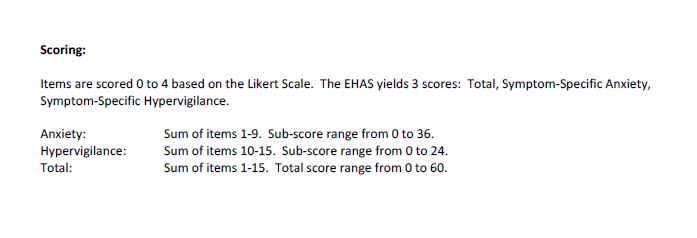 Scoring:
Items are scored 0 to 4 based on the Likert Scale.  The EHAS yields 3 scores:  Total, Symptom-Specific Anxiety,
Symptom-Specific Hypervigilance.
Anxiety: Sum of items 1-9.  Sub-score range from 0 to 36.
Hypervigilance: Sum of items 10-15.  Sub-score range from 0 to 24.
Total: Sum of items 1-15.  Total score range from 0 to 60.